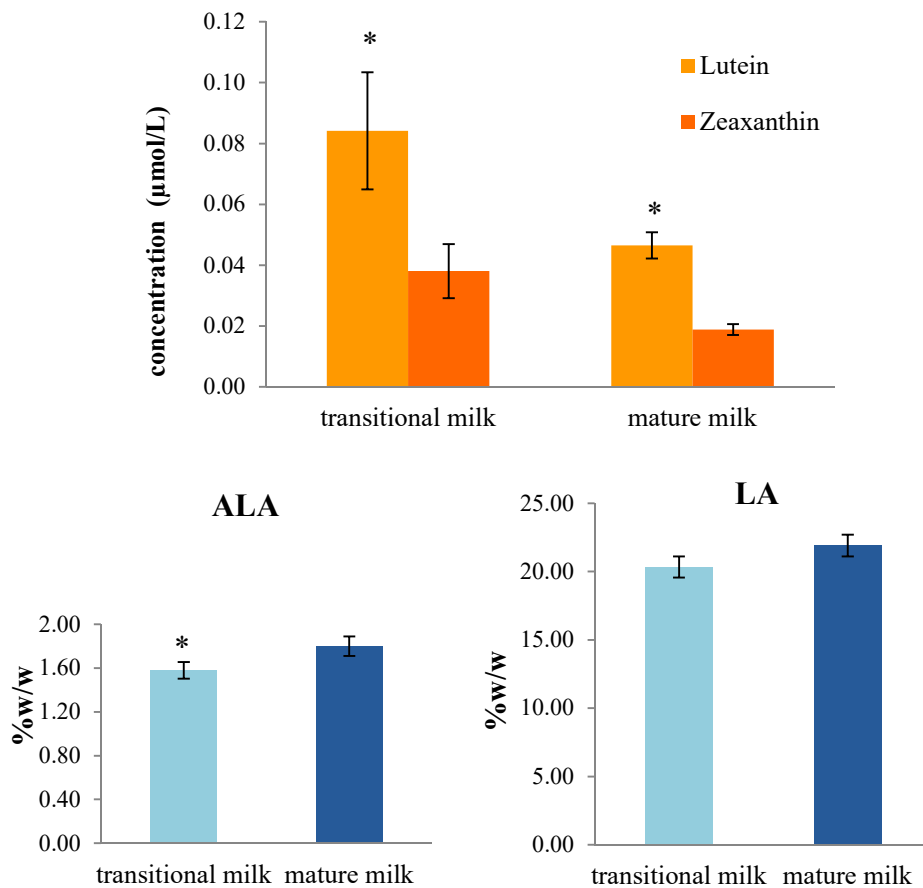 0.12
0.10
0.08
0.06
0.04
0.02
0.00
concentration (µmol/L)
*
*
Lutein
Zeaxanthin
transitional milk
mature milk
ALA
2.00
1.60
1.20
0.80
0.40
0.00
%w/w
*
transitional milk
mature milk
LA
25.00
20.00
15.00
10.00
5.00
0.00
%w/w
transitional milk
mature milk